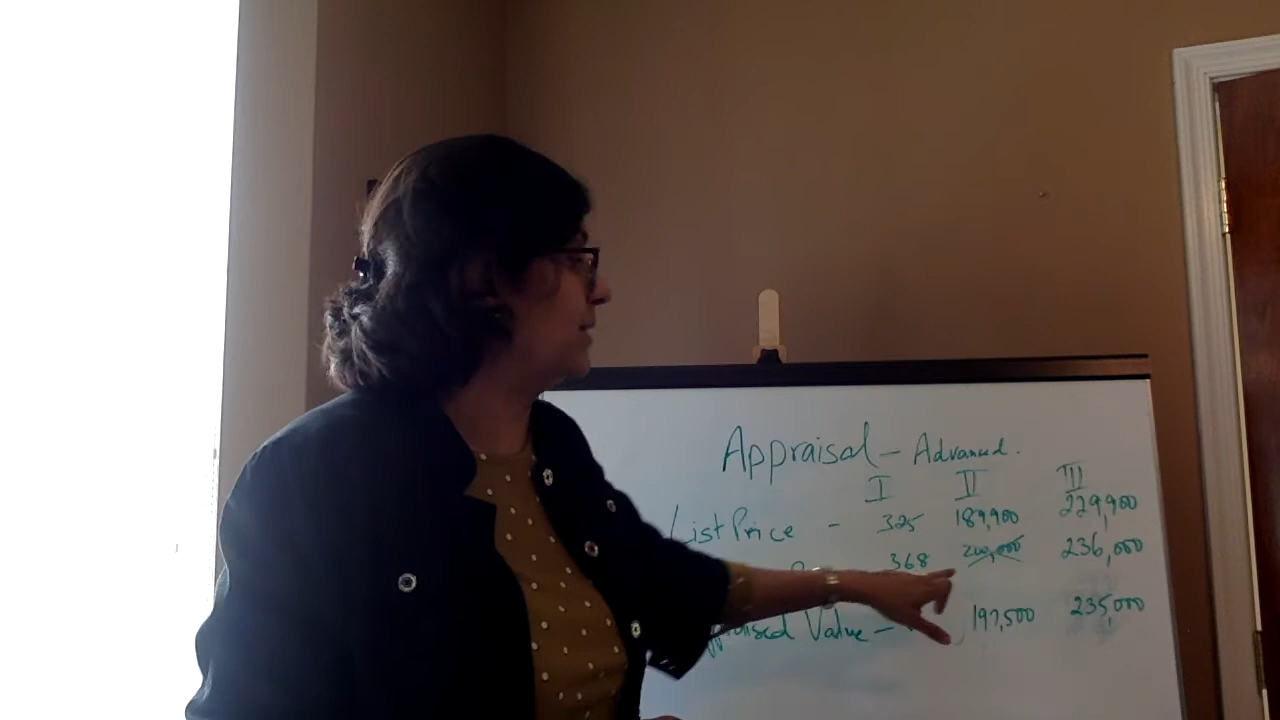 Appraisal - Advanced.
I II III
List Price - 325 189,900 229,900
368 200,000 236,000
Value - 197,500 235,000